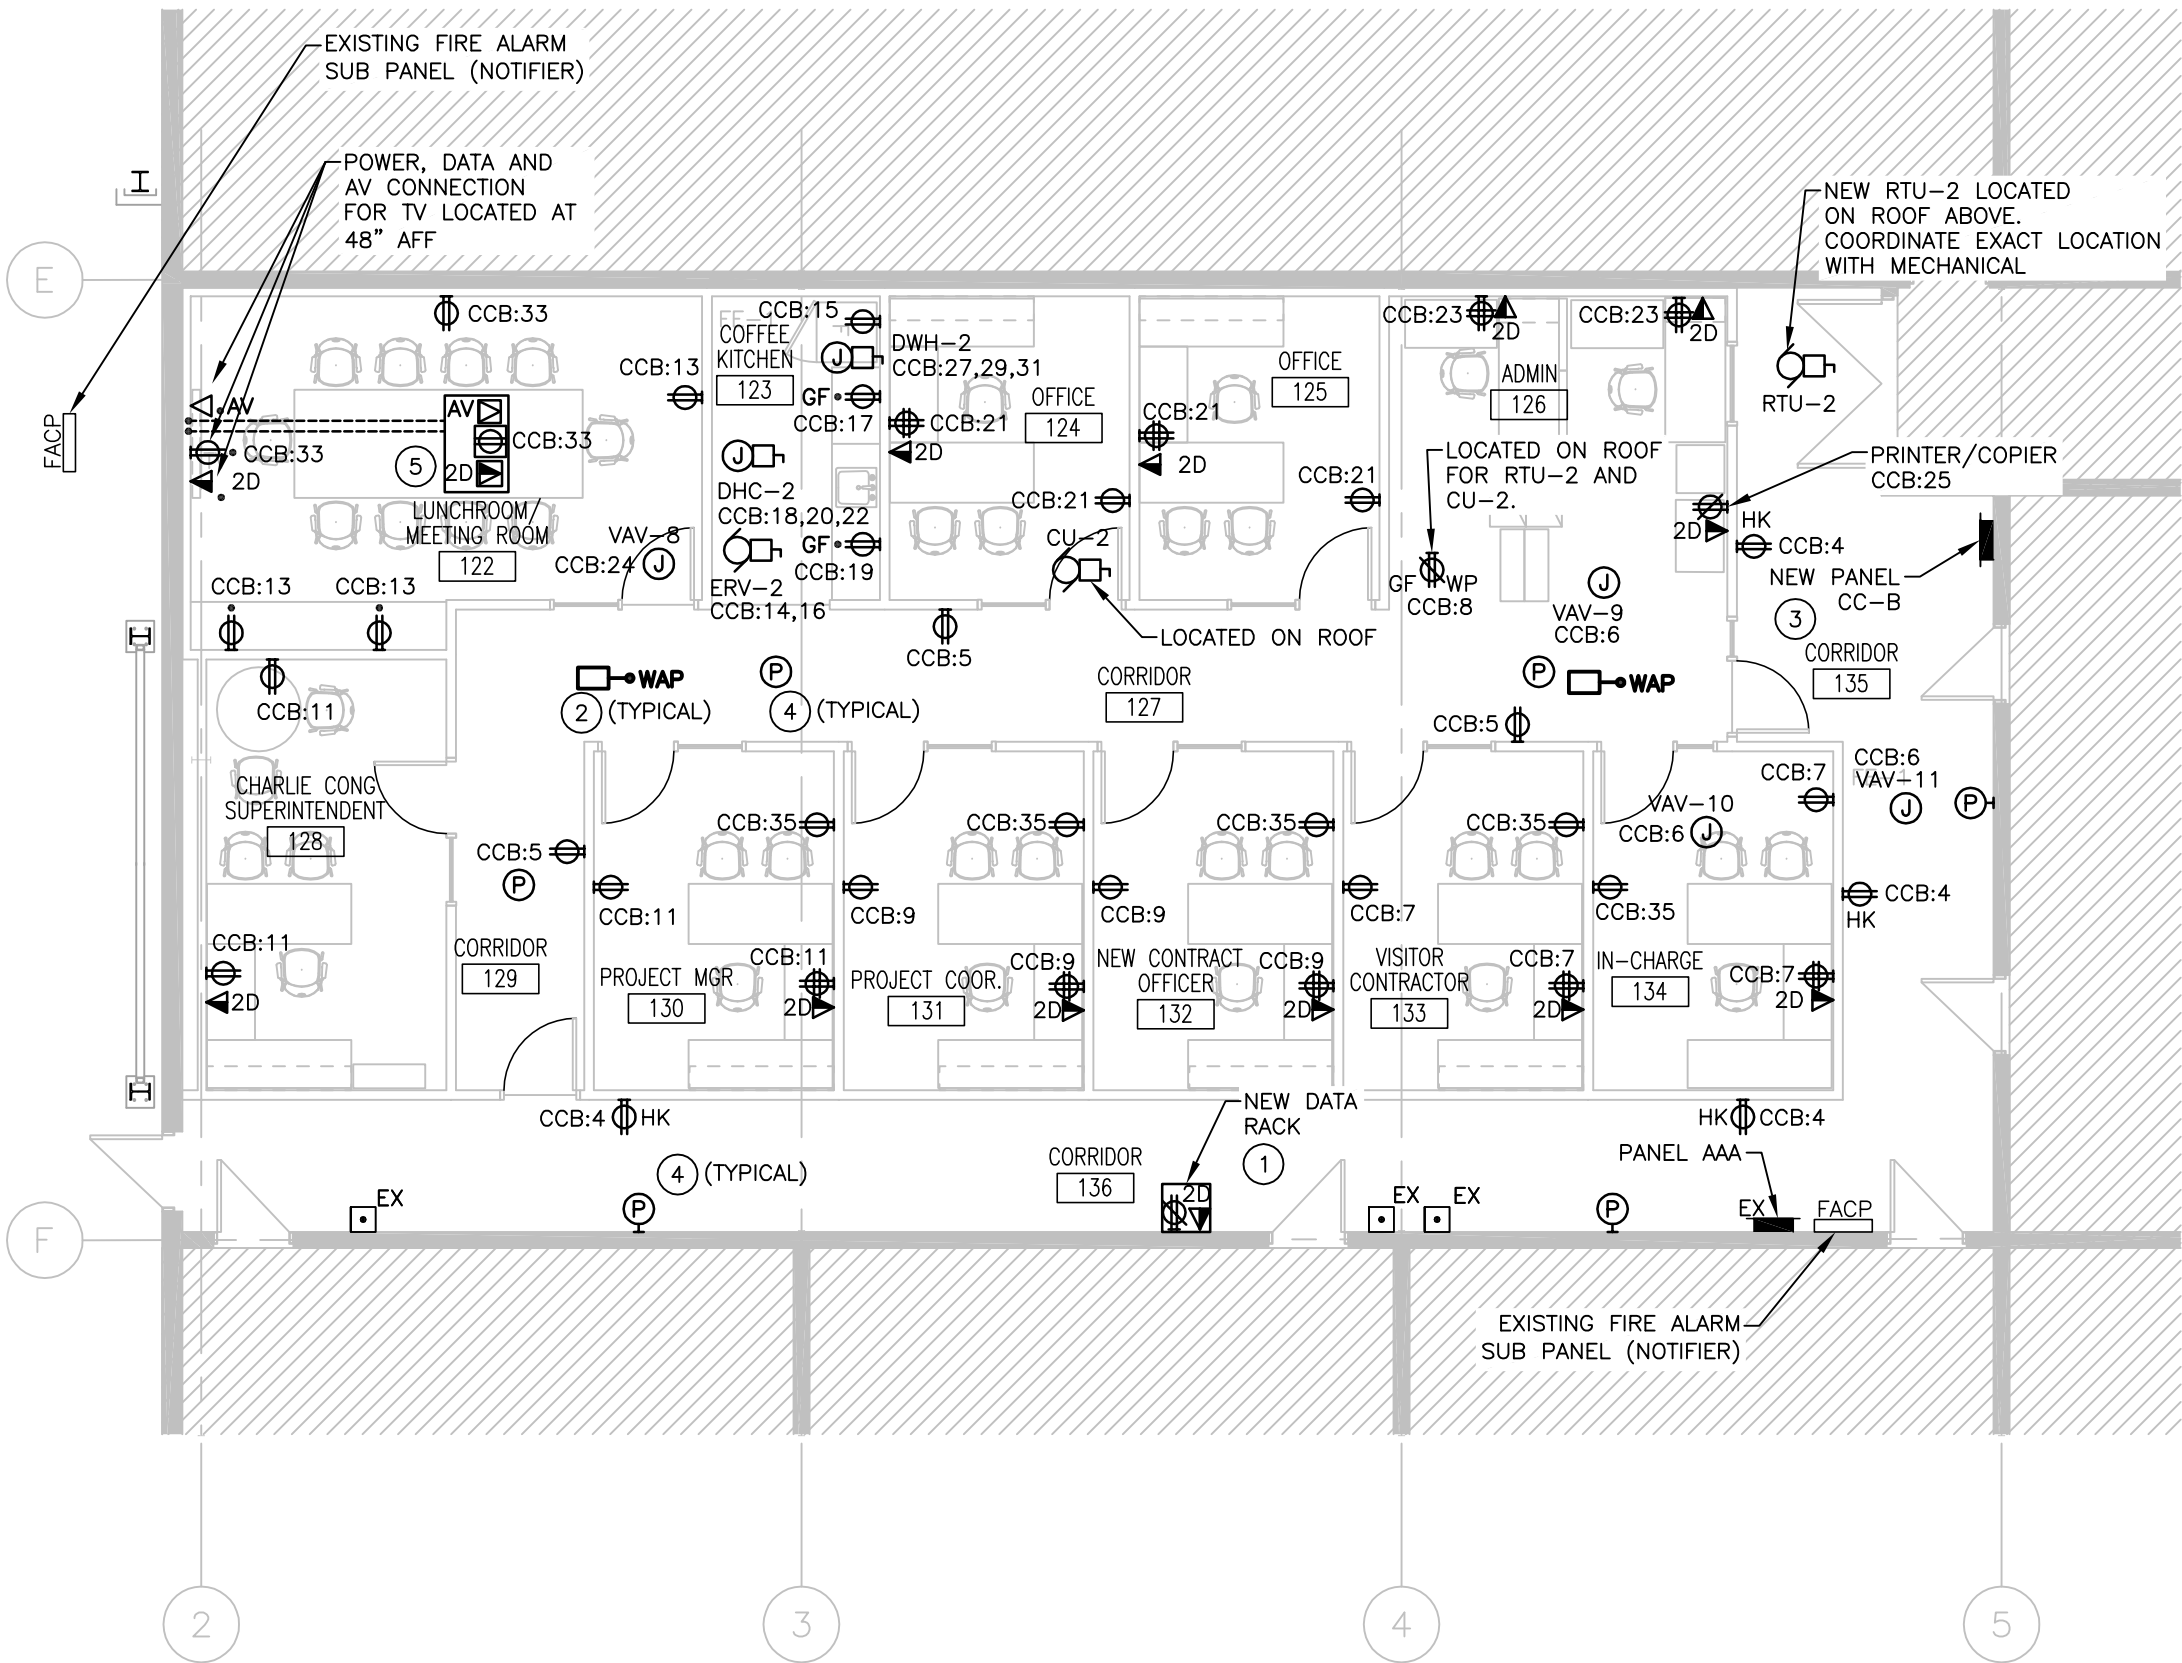 EXISTING FIRE ALARM
SUB PANEL (NOTIFIER)
POWER, DATA AND
AV CONNECTION
FOR TV LOCATED AT
48" AFF
NEW RTU-2 LOCATED
ON ROOF ABOVE.
COORDINATE EXACT LOCATION
WITH MECHANICAL
E
FACP
CCB:33
CCB:13
AV
AV
CCB:33
CCB:33
2D
2D
5
LUNCHROOM/
MEETING ROOM
122
VAV-8
CCB:24
J
CCB:13
CCB:13
CCB:15
COFFEE
KITCHEN
123
J
DWH-2
CCB:27,29,31
GF
CCB:17
J
DHC-2
CCB:18,20,22
GF
CCB:19
ERV-2
CCB:14,16
OFFICE
124
CCB:21
2D
CCB:21
CU-2
LOCATED ON ROOF
OFFICE
125
CCB:21
2D
CCB:21
CCB:23
2D
CCB:23
2D
ADMIN
126
LOCATED ON ROOF
FOR RTU-2 AND
CU-2.
GF
WP
CCB:8
J
VAV-9
CCB:6
RTU-2
PRINTER/COPIER
CCB:25
2D
HK
CCB:4
NEW PANEL
CC-B
3
CORRIDOR
135
CCB:5
WAP
2
(TYPICAL)
P
4
(TYPICAL)
CORRIDOR
127
P
WAP
CCB:5
CCB:11
CHARLIE CONG
SUPERINTENDENT
128
CCB:11
2D
CCB:5
P
CORRIDOR
129
CCB:35
CCB:11
PROJECT MGR
130
CCB:11
2D
CCB:35
CCB:9
PROJECT COOR.
131
CCB:9
2D
CCB:35
CCB:9
NEW CONTRACT
OFFICER
132
CCB:9
2D
CCB:35
CCB:7
VISITOR
CONTRACTOR
133
CCB:7
2D
VAV-10
CCB:6
J
CCB:7
CCB:35
IN-CHARGE
134
CCB:7
2D
CCB:6
VAV-11
J
P
CCB:4
HK
CCB:4
HK
NEW DATA
RACK
1
HK
CCB:4
PANEL AAA
4
(TYPICAL)
CORRIDOR
136
2D
EX
P
EX
EX
P
EX
FACP
F
EXISTING FIRE ALARM
SUB PANEL (NOTIFIER)
2
3
4
5